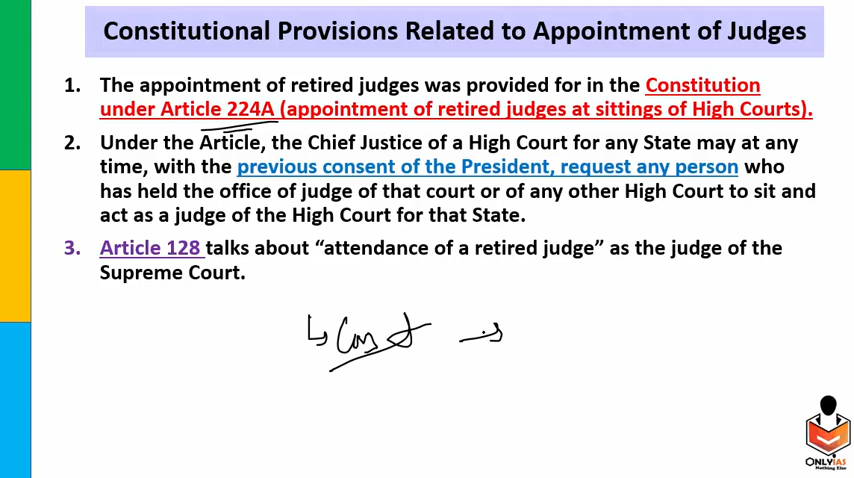 Constitutional Provisions Related to Appointment of Judges
1. The appointment of retired judges was provided for in the Constitution
under Article 224A (appointment of retired judges at sittings of High Courts).
2. Under the Article, the Chief Justice of a High Court for any State may at any
time, with the previous consent of the President, request any person who
has held the office of judge of that court or of any other High Court to sit and
act as a judge of the High Court for that State.
3. Article 128 talks about “attendance of a retired judge” as the judge of the
Supreme Court.
ONLYIAS
Nothing Else